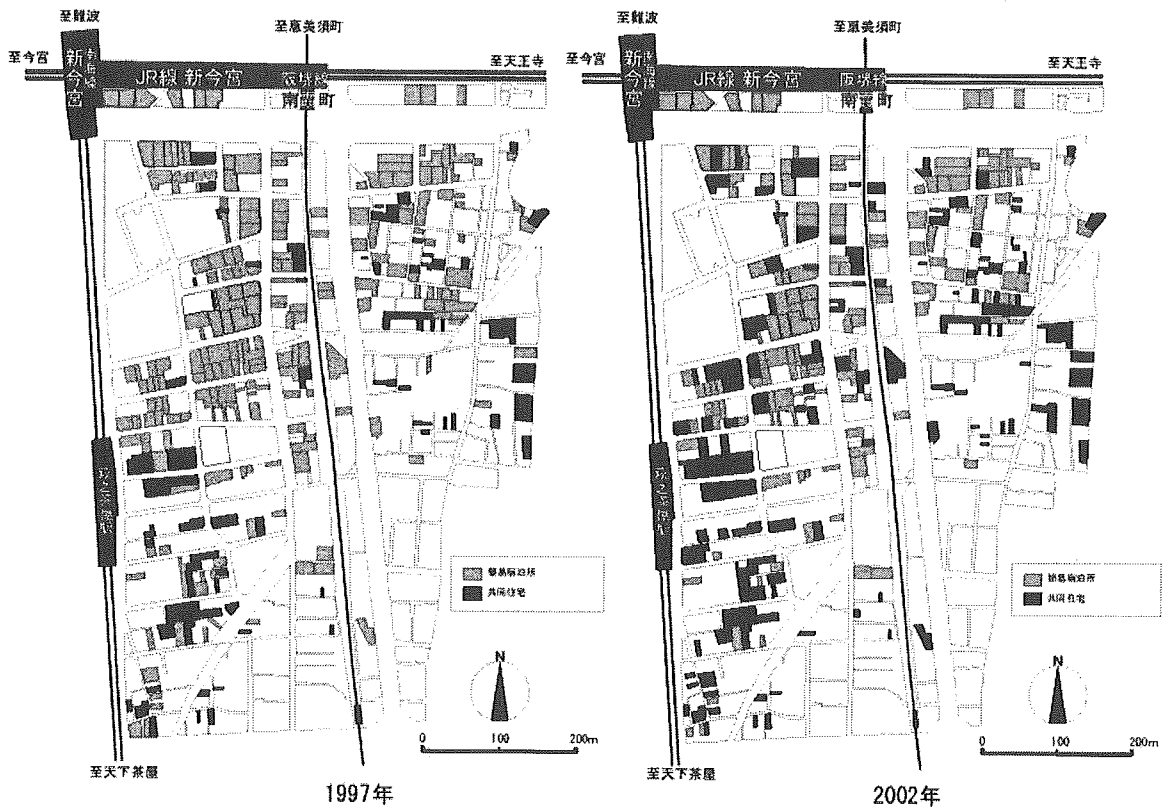 至難波
至恵美須町
至今宮
新今宮
JR線 新今宮
阪堺線
南霞町
至天王寺
簡易宿泊所
共同住宅
N
0 100 200m
至天下茶屋
1997年
至難波
至恵美須町
至今宮
新今宮
JR線 新今宮
阪堺線
南霞町
至天王寺
簡易宿泊所
共同住宅
N
0 100 200m
至天下茶屋
2002年